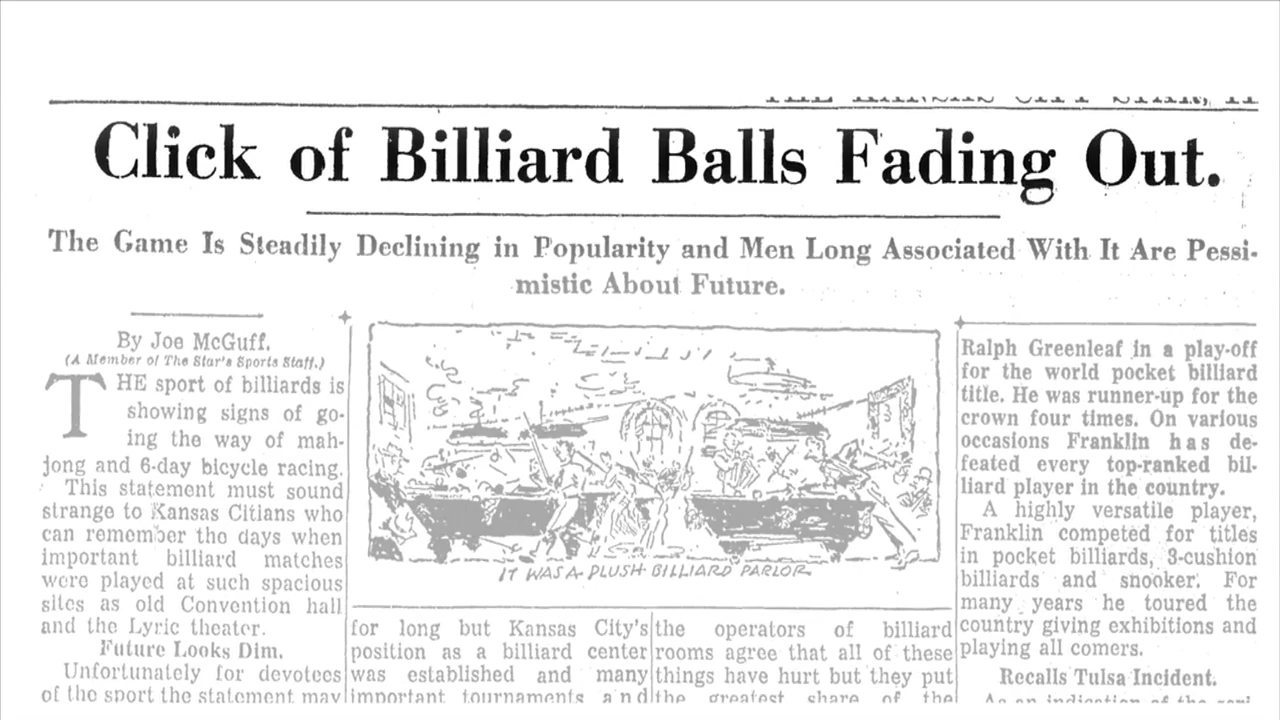 Click of Billiard Balls Fading Out.
The Game Is Steadily Declining in Popularity and Men Long Associated With It Are Pessi-
mistic About Future.
By Joe McGuff.
(A Member of The Star's Sports Staff.)
THE sport of billiards is
showing signs of go-
ing the way of mah-
jong and 6-day bicycle racing.
This statement must sound
strange to Kansas Citians who
can remember the days when
important billiard matches
were played at such spacious
sites as old Convention hall
and the Lyric theater.
Future Looks Dim.
Unfortunately for devotees
of the sport the statement may
IT WAS A PLUSH BILLIARD PARLOR
for long but Kansas City's
position as a billiard center
was established and many
important tournaments and
the operators of billiard
rooms agree that all of these
things have hurt but they put
the greatest share of the
Ralph Greenleaf in a play-off
for the world pocket billiard
title. He was runner-up for the
crown four times. On various
occasions Franklin has de-
feated every top-ranked bil-
liard player in the country.
A highly versatile player,
Franklin competed for titles
in pocket billiards, 3-cushion
billiards and snooker. For
many years he toured the
country giving exhibitions and
playing all comers.
Recalls Tulsa Incident.